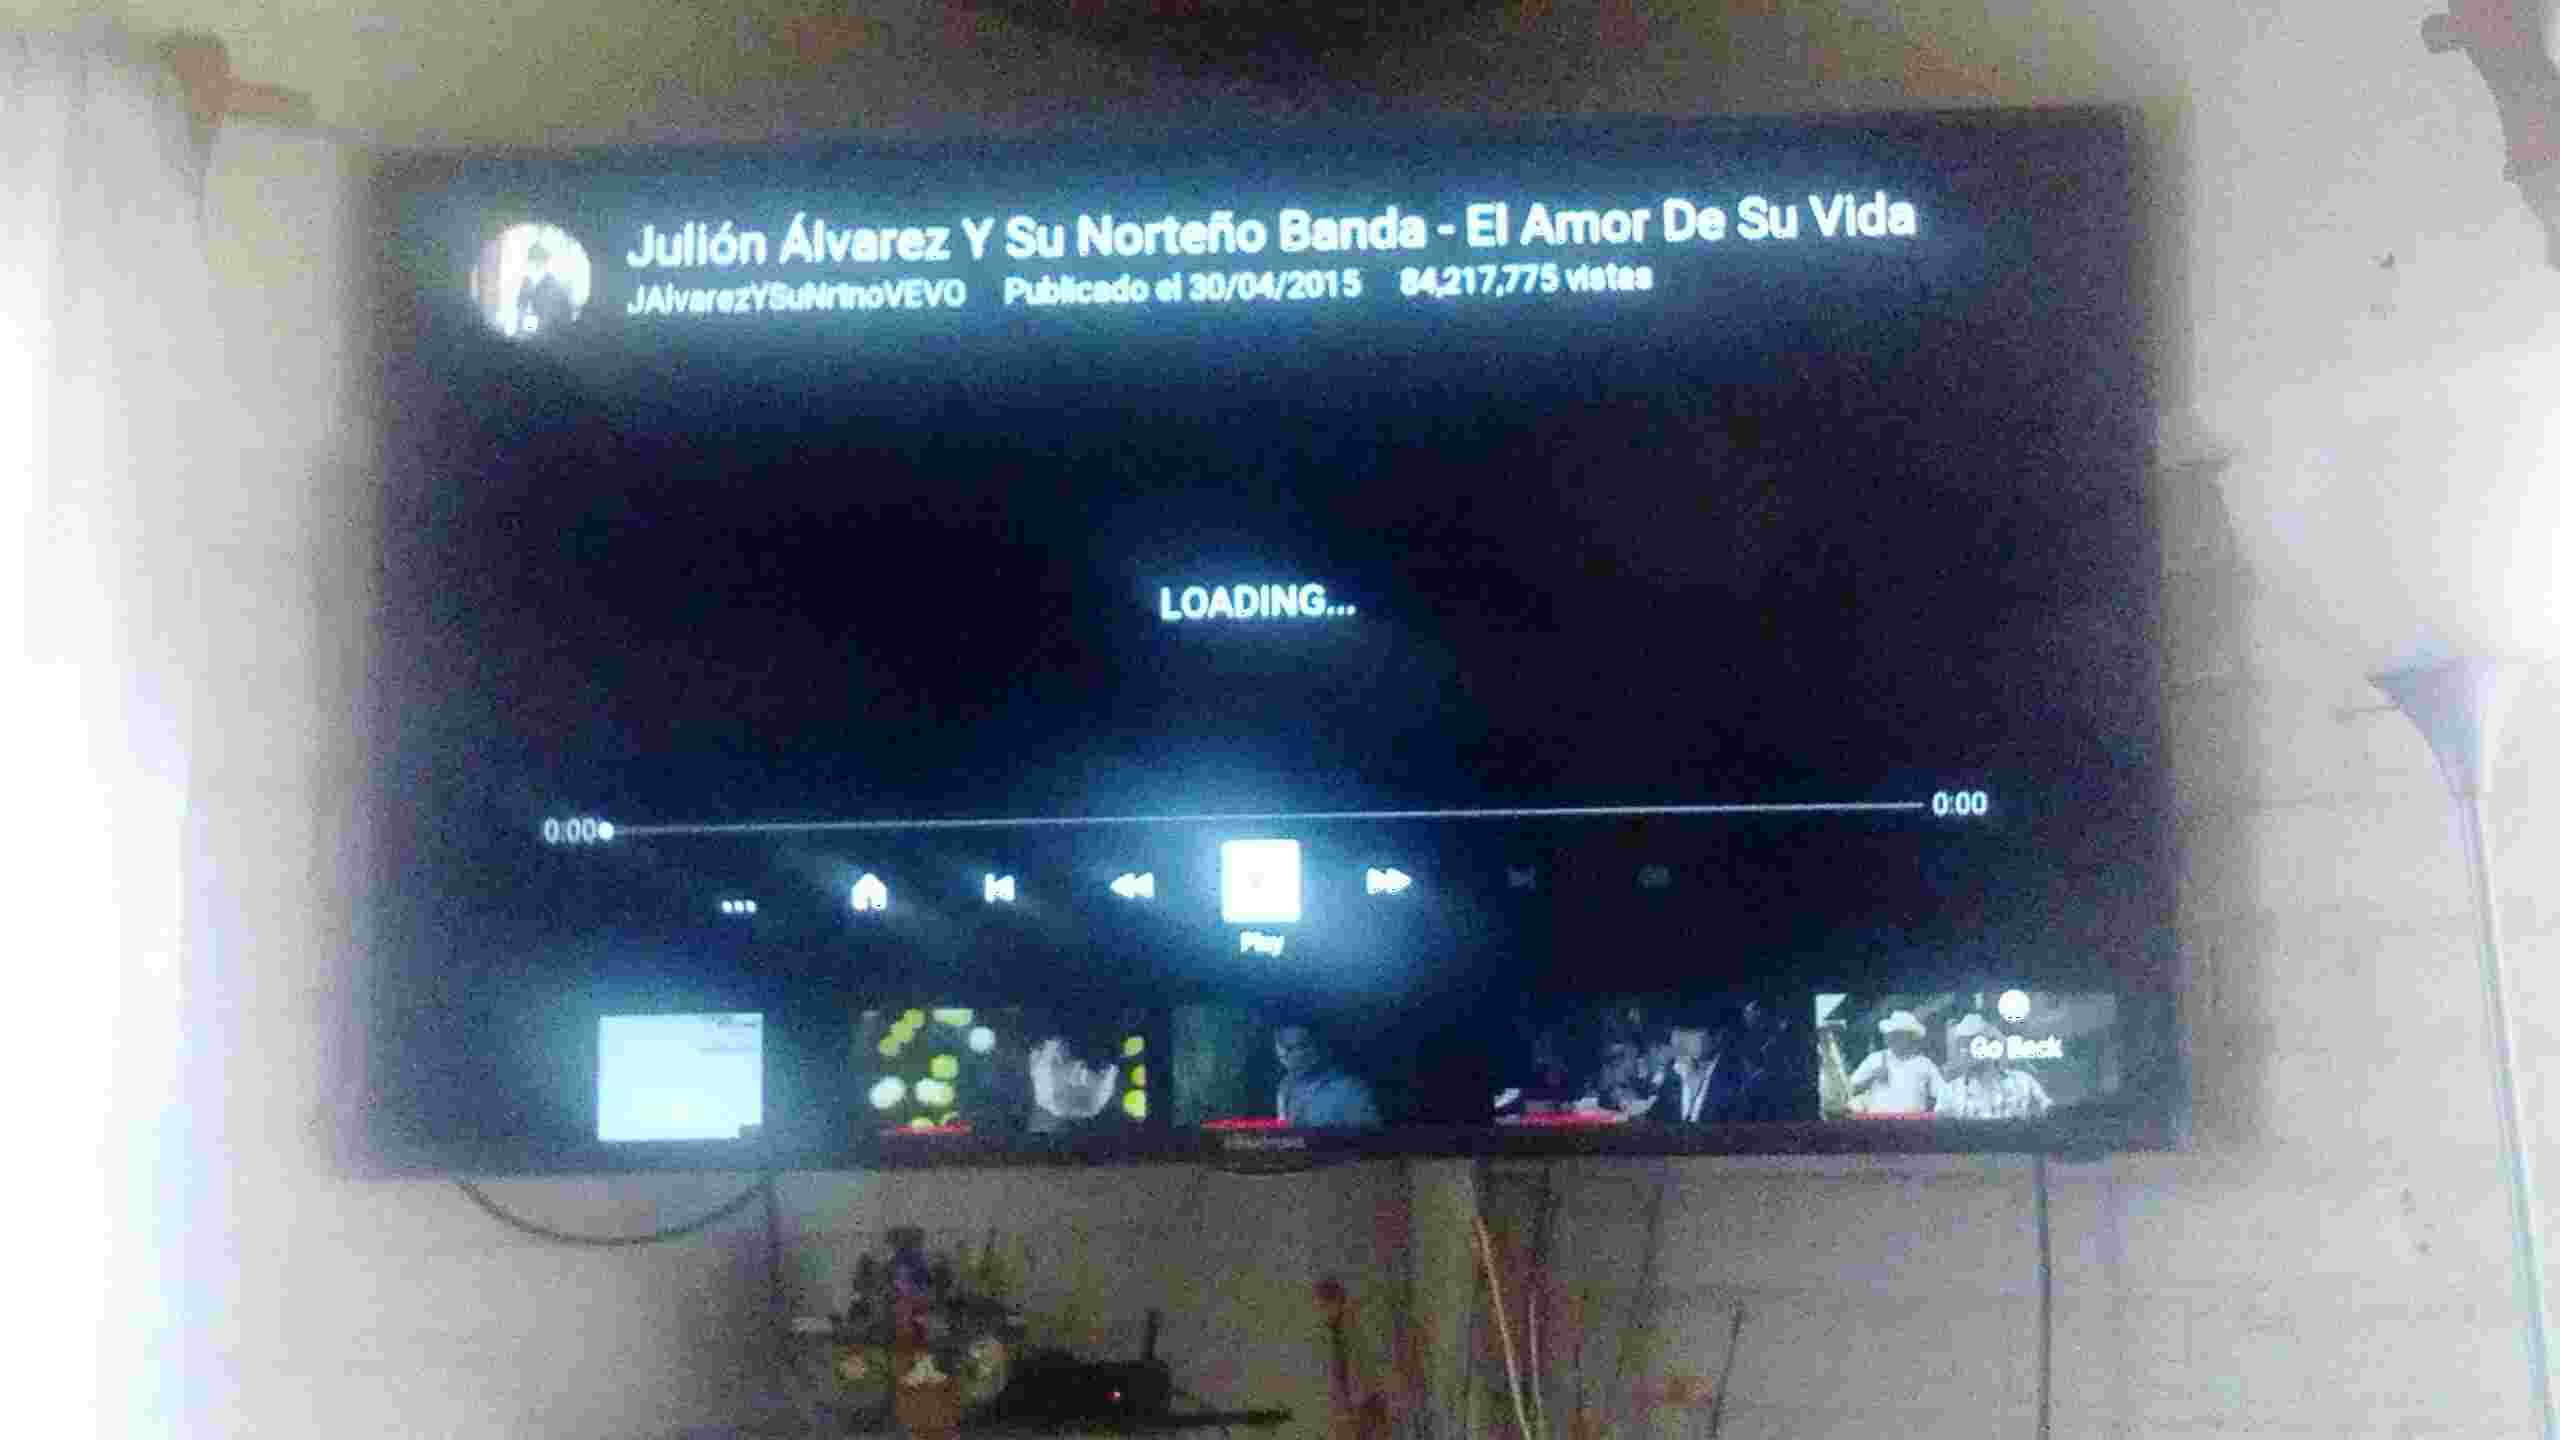 Julión Álvarez Y Su Norteño Banda - El Amor De Su Vida
JAlvarezYSuNrtnoVEVO Publicado el 30/04/2015 84,217,775 vistas
LOADING...
0:00 0:00
Play
Go Back